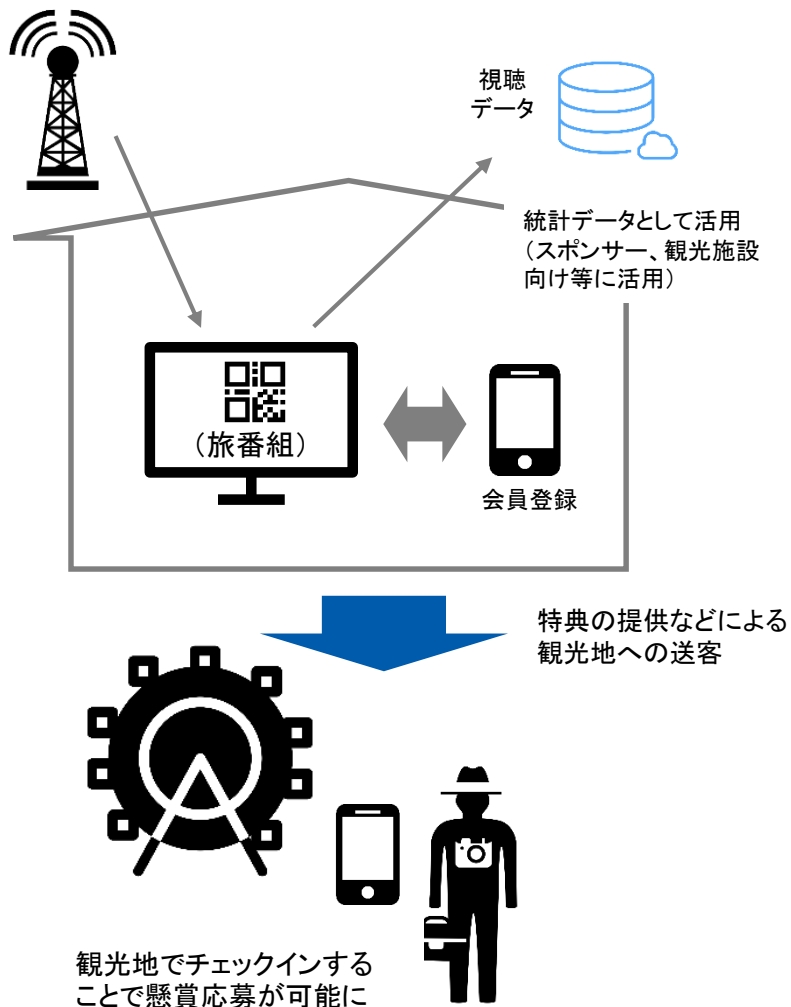 視聴
データ
統計データとして活用
（スポンサー、観光施設
向け等に活用）
（旅番組）
会員登録
特典の提供などによる
観光地への送客
観光地でチェックインする
ことで懸賞応募が可能に